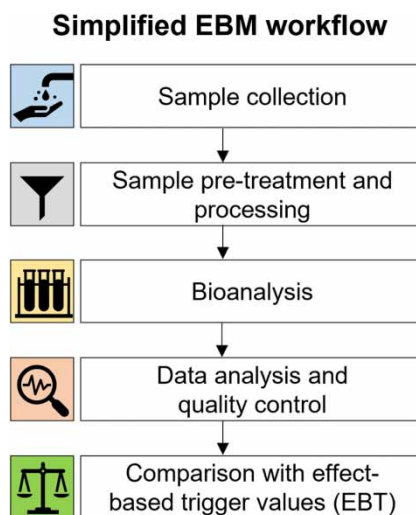 Simplified EBM workflow
Sample collection
Sample pre-treatment and
processing
Bioanalysis
Data analysis and
quality control
Comparison with effect-
based trigger values (EBT)